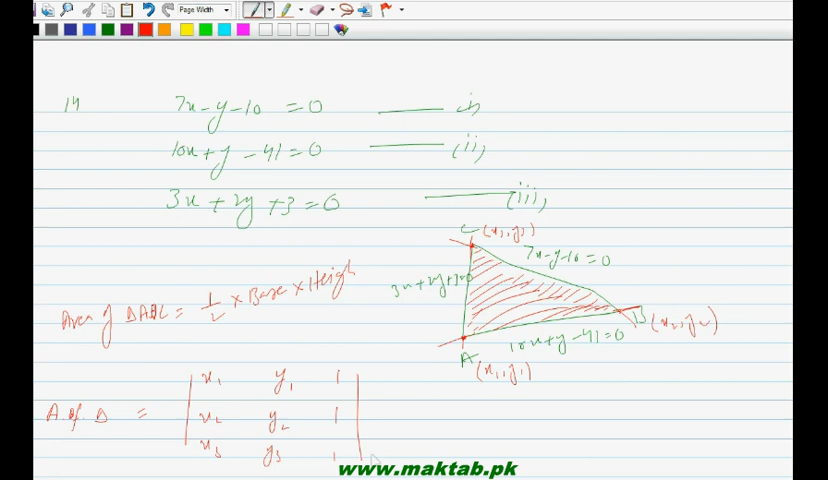 Page Width
14 7x - y - 10 = 0 (i)
10x + y - 41 = 0 (ii)
3x + 2y + 3 = 0 (iii)
C (x3, y3)
7x - y - 10 = 0
3x + 2y + 3 = 0
Area of ΔABC = 1/2 × Base × Heigh
B (x2, y2)
10x + y - 41 = 0
A
(x1, y1)
x1 y1 1
A. of Δ = x2 y2 1
x3 y3 1
www.maktab.pk